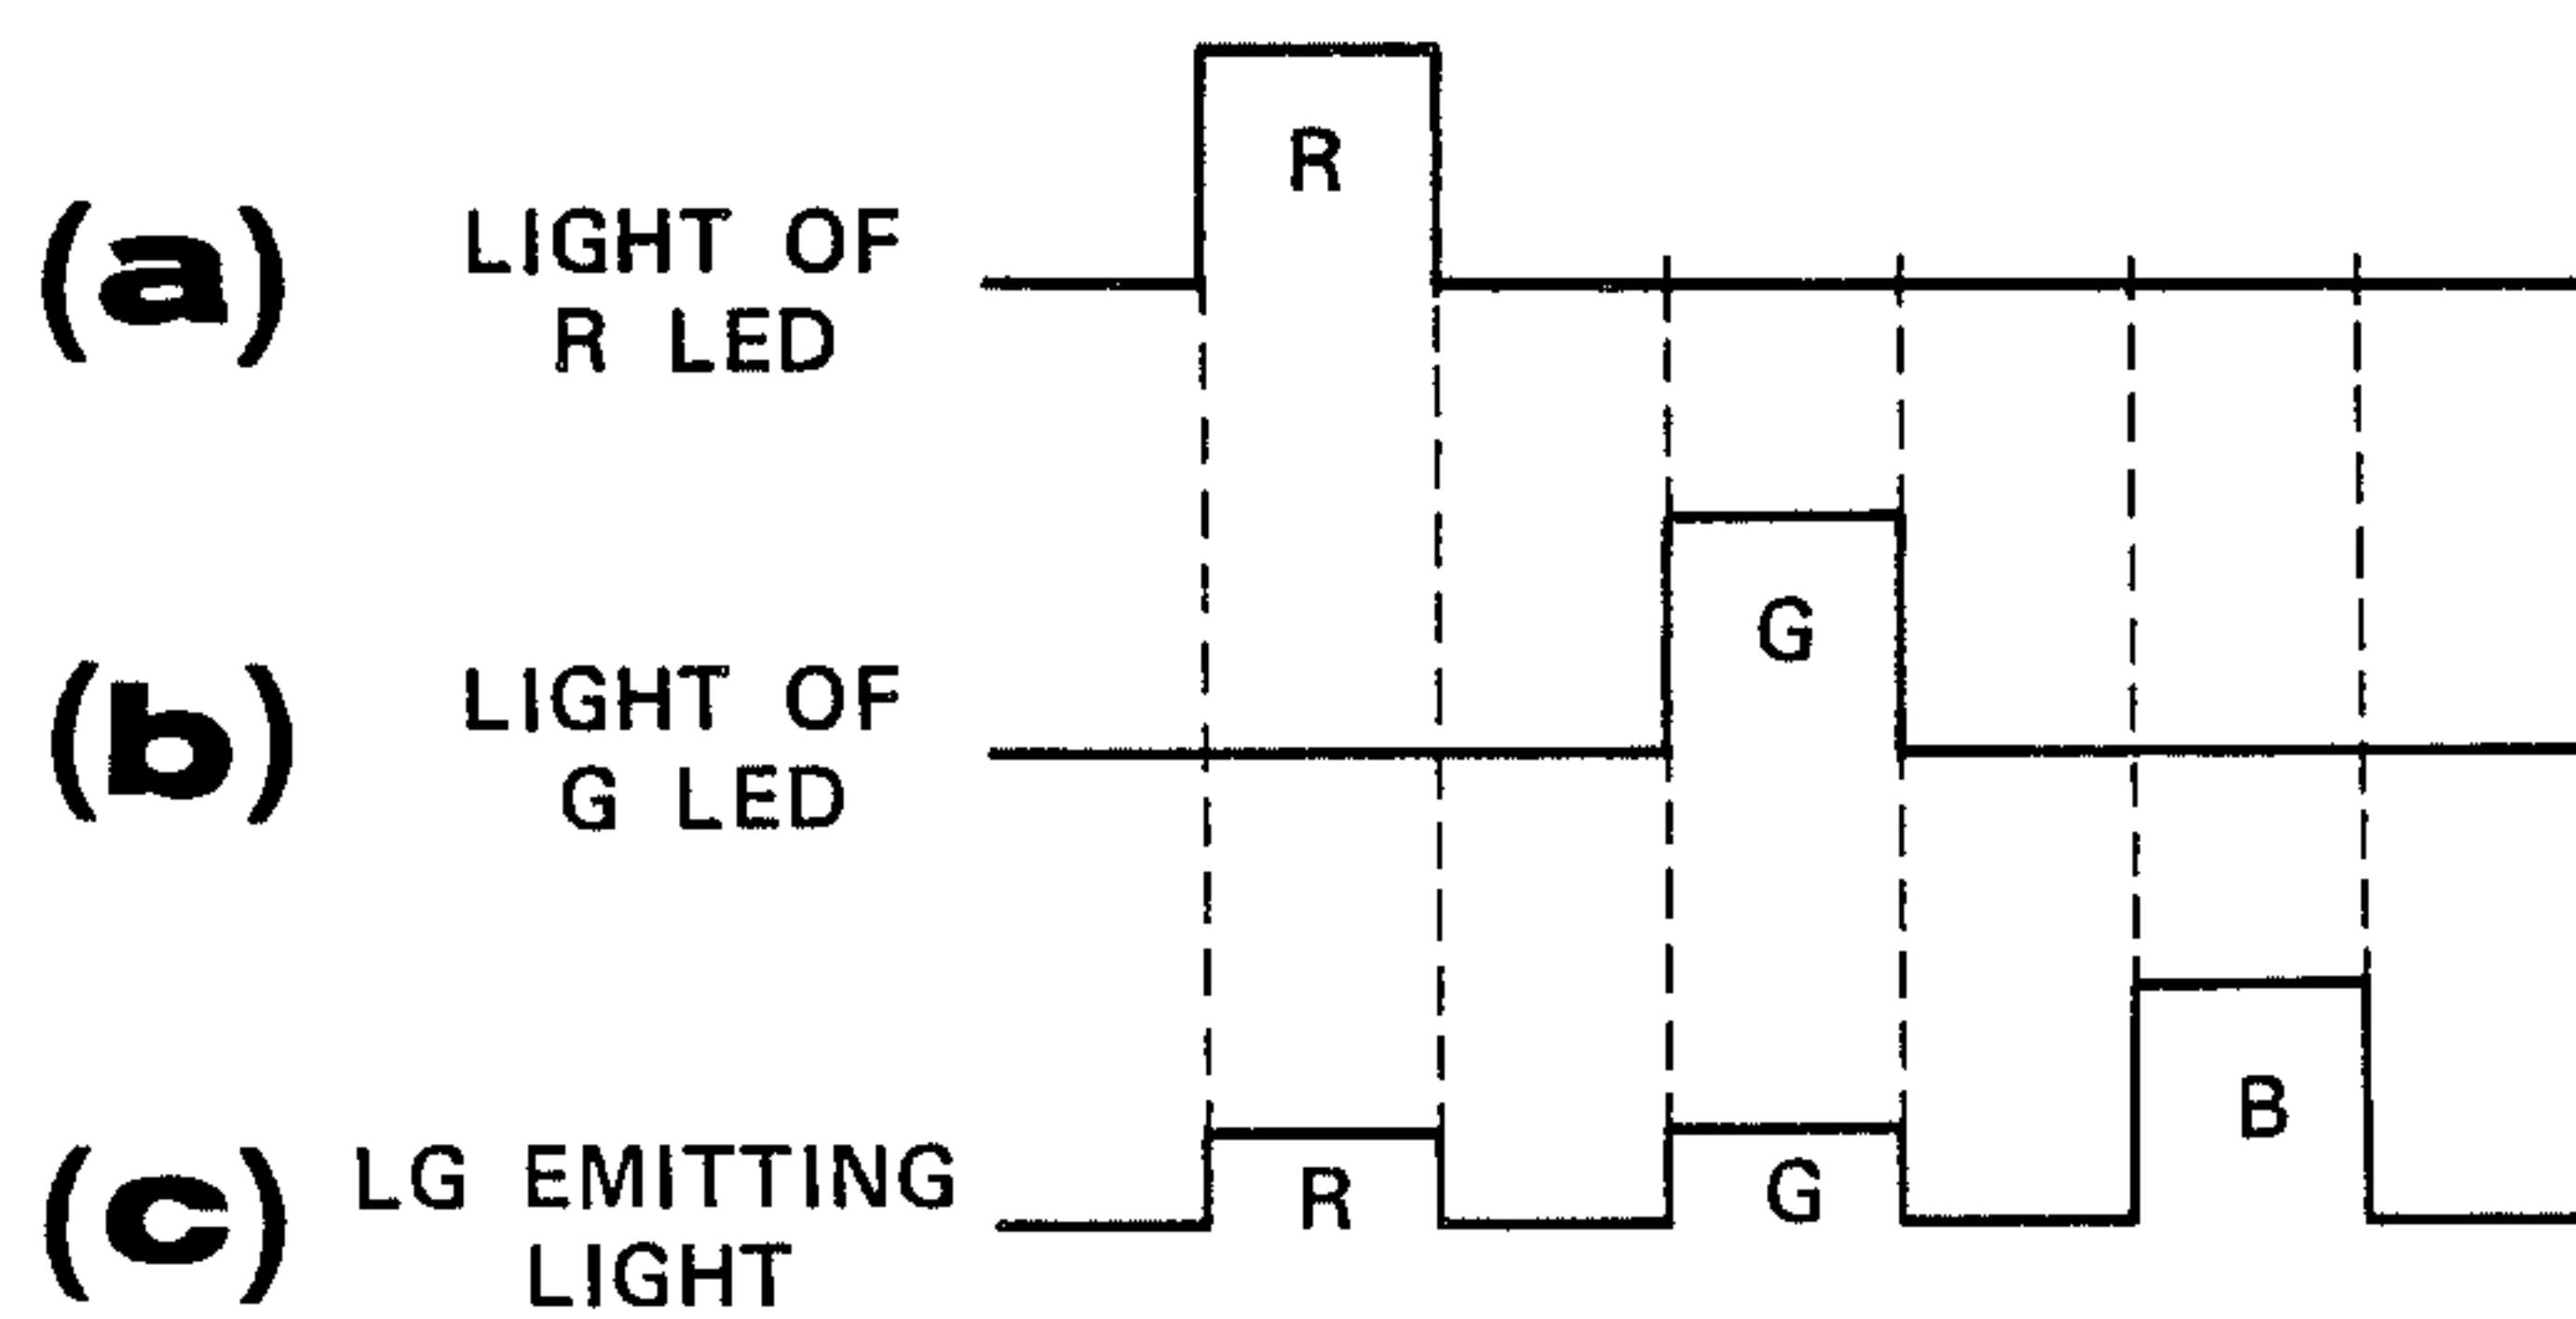 R
(a) LIGHT OF
R LED
G
(b) LIGHT OF
G LED
B
(c) LG EMITTING
LIGHT
R
G